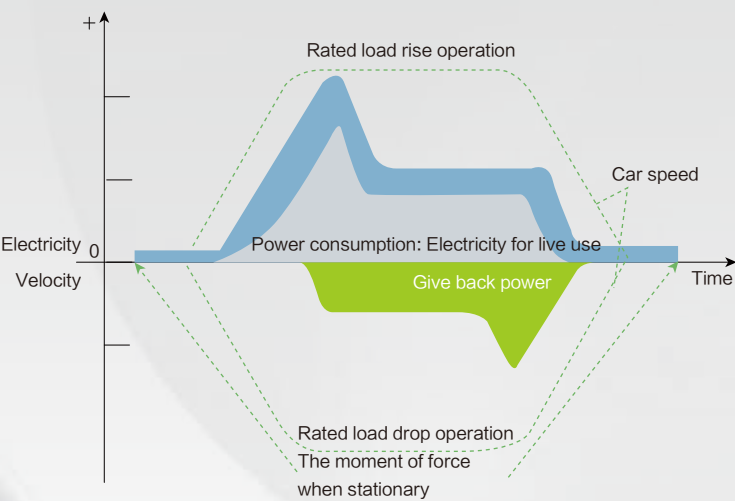 +
Rated load rise operation
Car speed
Electricity
0
Power consumption: Electricity for live use
Velocity
Give back power
Time
Rated load drop operation
The moment of force
when stationary